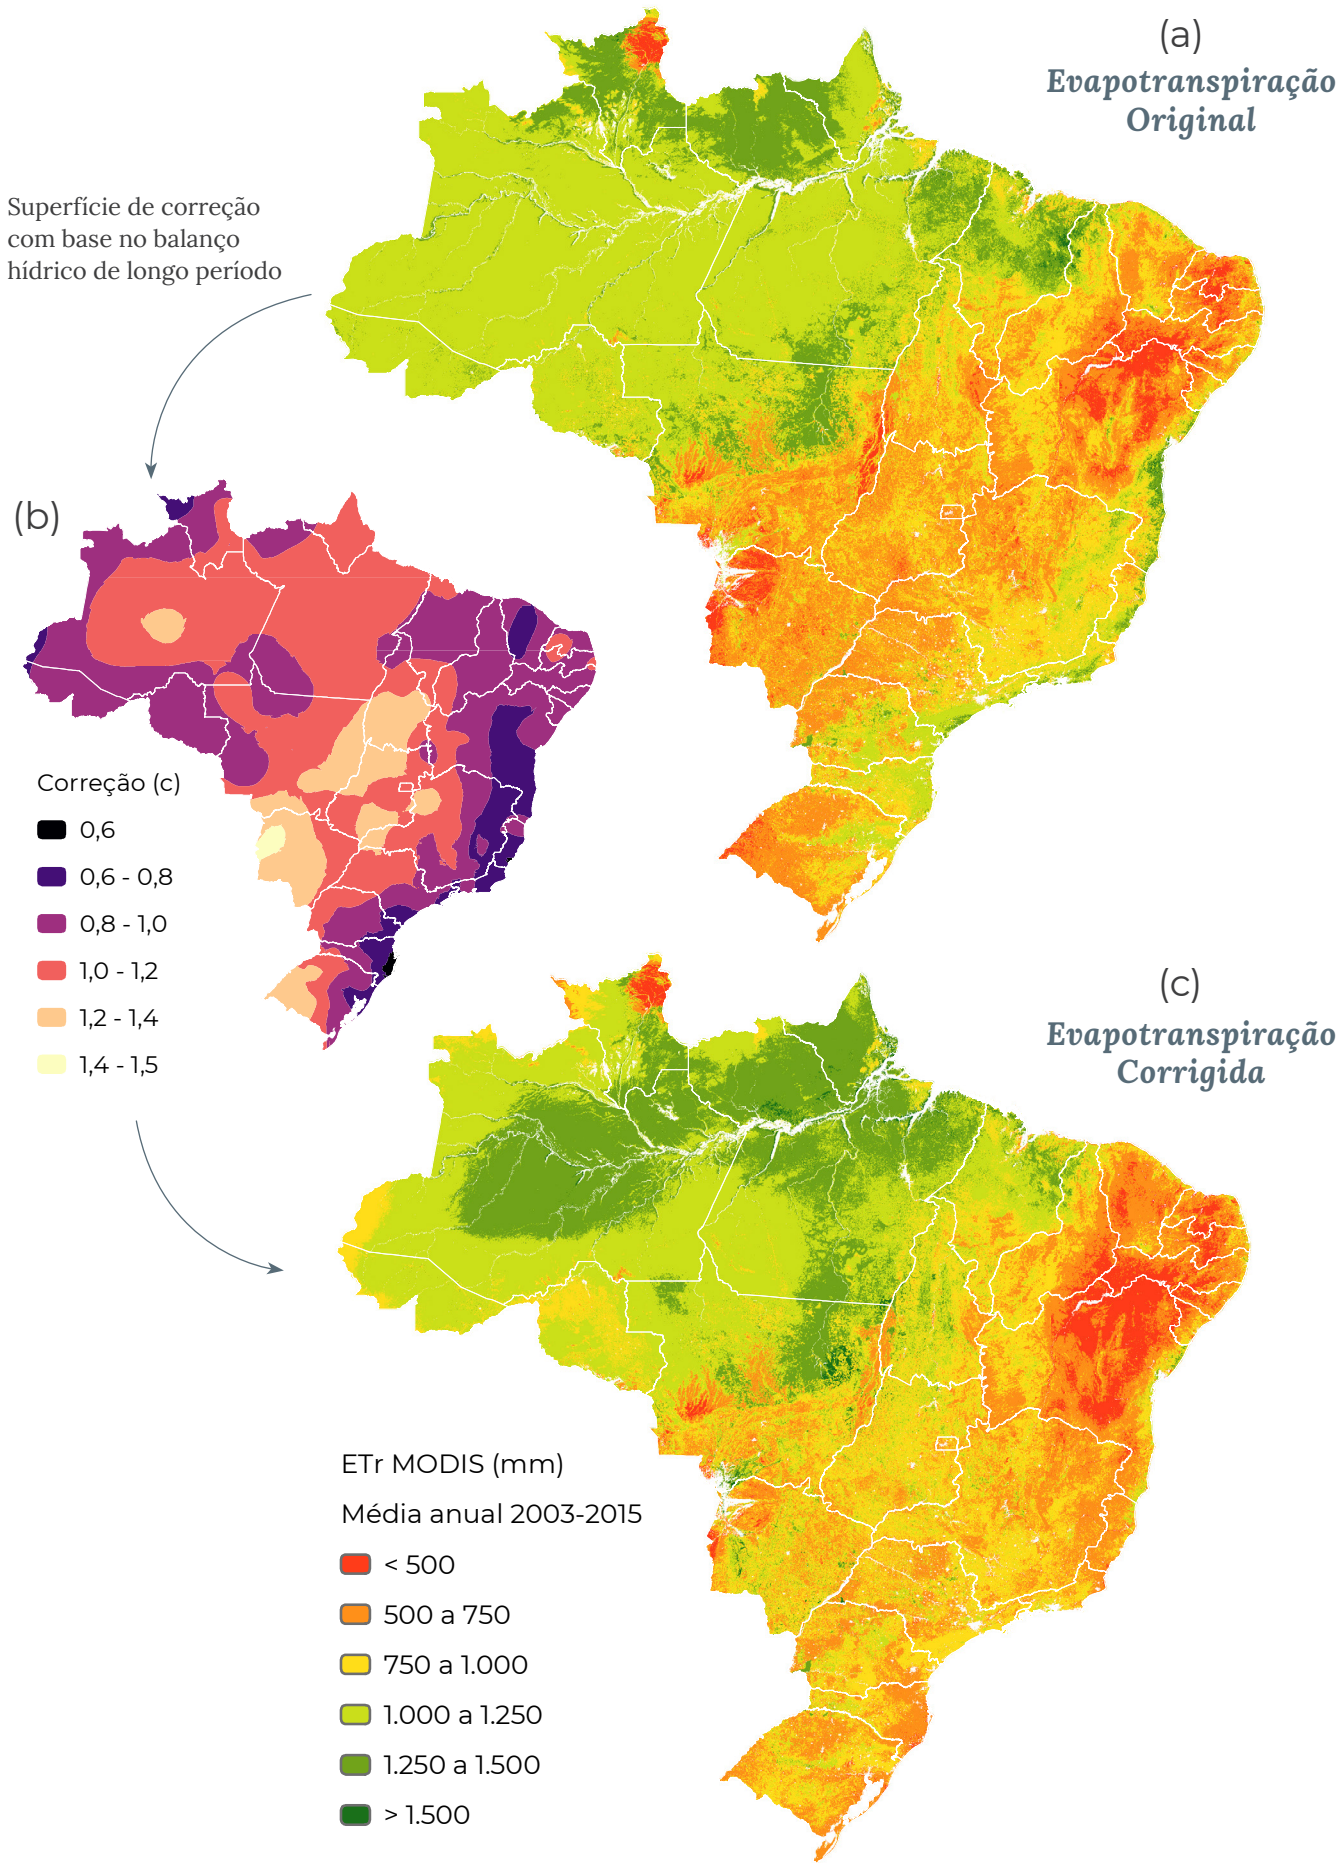 (a)
Evapotranspiração
Original
Superfície de correção
com base no balanço
hídrico de longo período
(b)
Correção (c)
0,6
0,6 - 0,8
0,8 - 1,0
1,0 - 1,2
1,2 - 1,4
1,4 - 1,5
(c)
Evapotranspiração
Corrigida
ETr MODIS (mm)
Média anual 2003-2015
< 500
500 a 750
750 a 1.000
1.000 a 1.250
1.250 a 1.500
> 1.500